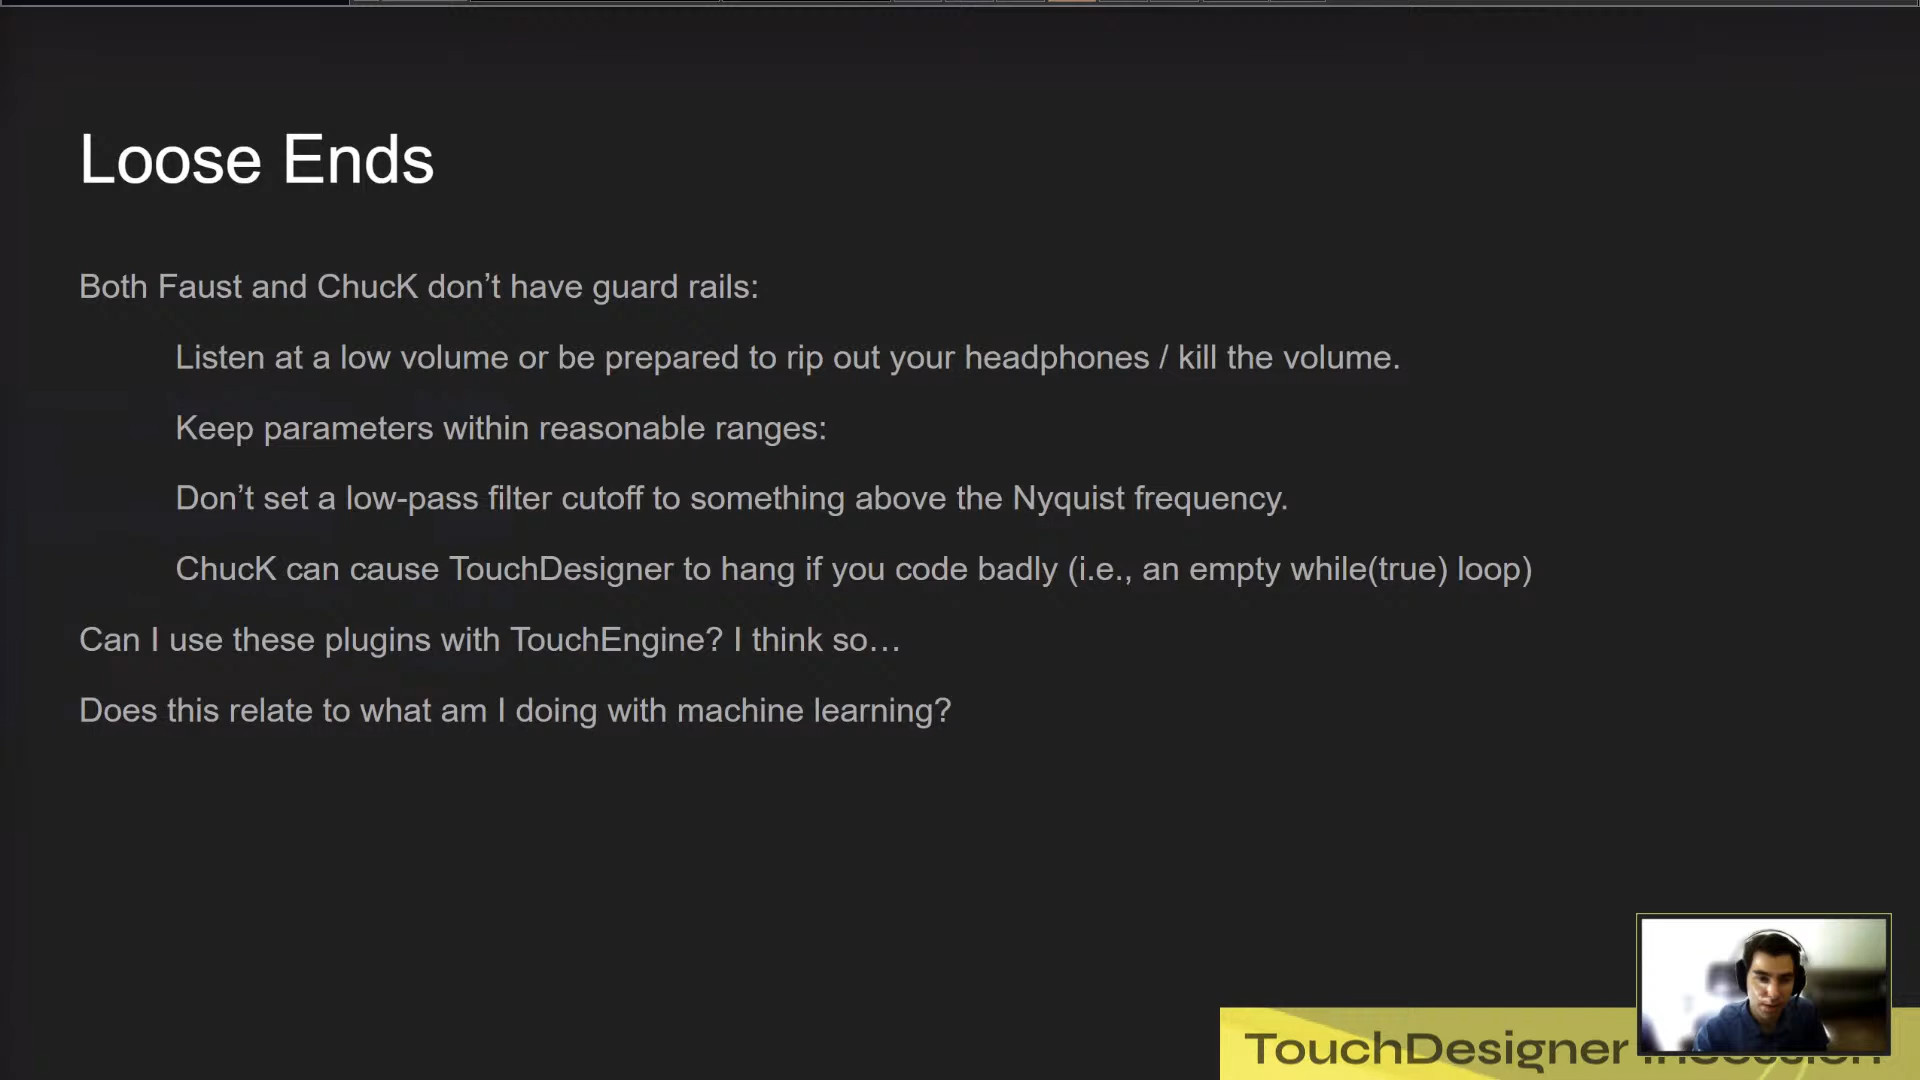 Loose Ends
Both Faust and ChucK don’t have guard rails:
Listen at a low volume or be prepared to rip out your headphones / kill the volume.
Keep parameters within reasonable ranges:
Don’t set a low-pass filter cutoff to something above the Nyquist frequency.
ChucK can cause TouchDesigner to hang if you code badly (i.e., an empty while(true) loop)
Can I use these plugins with TouchEngine? I think so…
Does this relate to what am I doing with machine learning?
TouchDesigner